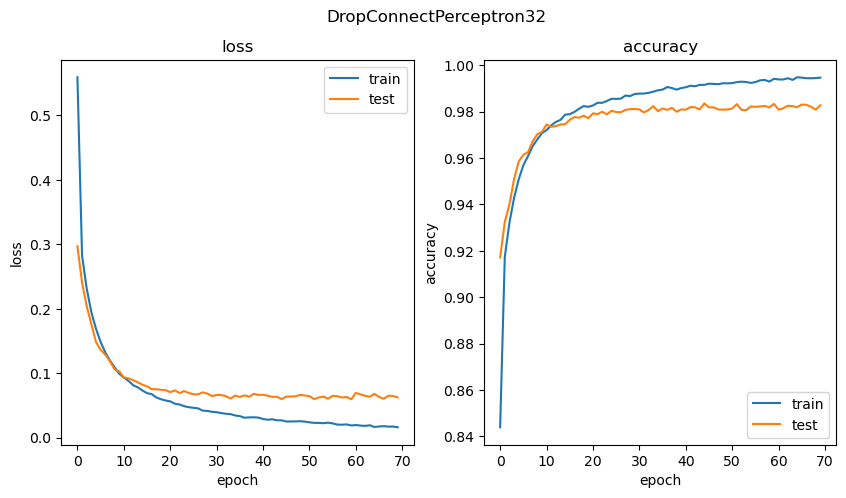 DropConnectPerceptron32
loss
train
test
0.5
0.4
0.3
0.2
0.1
0.0
loss
0 10 20 30 40 50 60 70
epoch
accuracy
1.00
0.98
0.96
0.94
0.92
0.90
0.88
0.86
0.84
accuracy
train
test
0 10 20 30 40 50 60 70
epoch